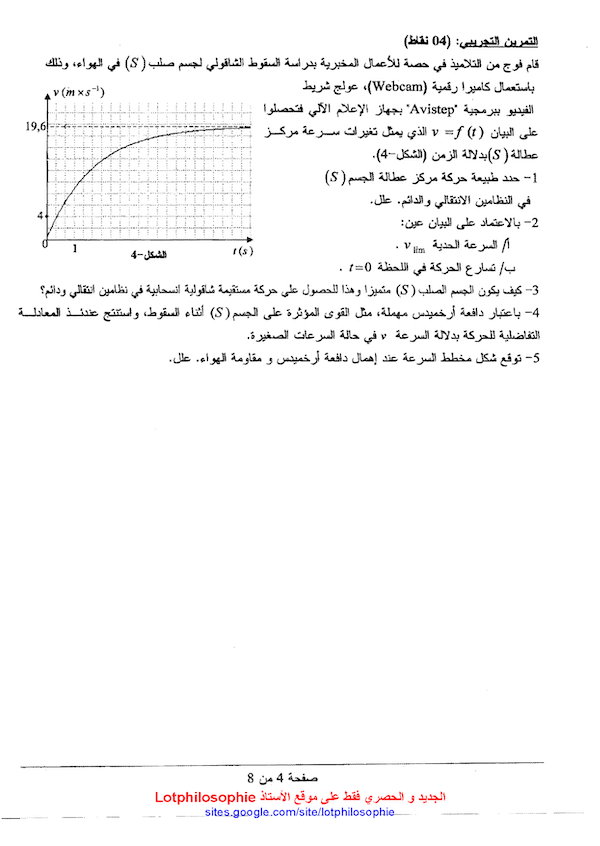 التمرين التجريبي: (04 نقاط)
قام فوج من التلاميذ في حصة للأعمال المخبرية بدراسة السقوط الشاقولي لجسم صلب (S) في الهواء، وذلك
باستعمال كاميرا رقمية (Webcam)، عولج شريط
الفيديو ببرمجية "Avistep" بجهاز الإعلام الآلي فتحصلوا
على البيان v = f (t) الذي يمثل تغيرات سرعة مركز
عطالة (S) بدلالة الزمن (الشكل-4).
1- حدد طبيعة حركة مركز عطالة الجسم (S)
في النظامين الانتقالي والدائم. علل.
2- بالاعتماد على البيان عين:
أ/ السرعة الحدية v lim .
ب/ تسارع الحركة في اللحظة t=0 .
v (m × s⁻¹)
19,6
4
0
1
t (s)
الشكل-4
3- كيف يكون الجسم الصلب (S) متميزا وهذا للحصول على حركة مستقيمة شاقولية انسحابية في نظامين انتقالي ودائم؟
4- باعتبار دافعة أرخميدس مهملة، مثل القوى المؤثرة على الجسم (S) أثناء السقوط، واستنتج عندئذ المعادلة
التفاضلية للحركة بدلالة السرعة v في حالة السرعات الصغيرة.
5- توقع شكل مخطط السرعة عند إهمال دافعة أرخميدس و مقاومة الهواء. علل.
صفحة 4 من 8
الجديد و الحصري فقط على موقع الأستاذ Lotphilosophie
sites.google.com/site/lotphilosophie